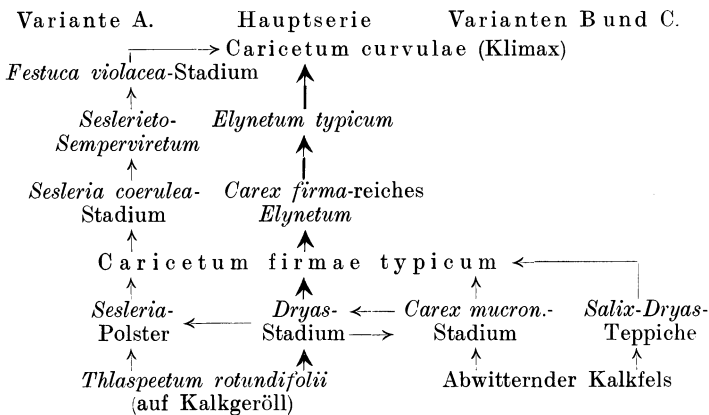 Variante A. Hauptserie Varianten B und C.
Caricetum curvulae (Klimax)
Festuca violacea-Stadium
Seslerieto- Elynetum typicum
Semperviretum
Sesleria coerulea- Carex firma-reiches
Stadium Elynetum
Caricetum firmae typicum
Sesleria- Dryas- Carex mucron.- Salix-Dryas-
Polster Stadium Stadium Teppiche
Thlaspeetum rotundifolii Abwitternder Kalkfels
(auf Kalkgeröll)